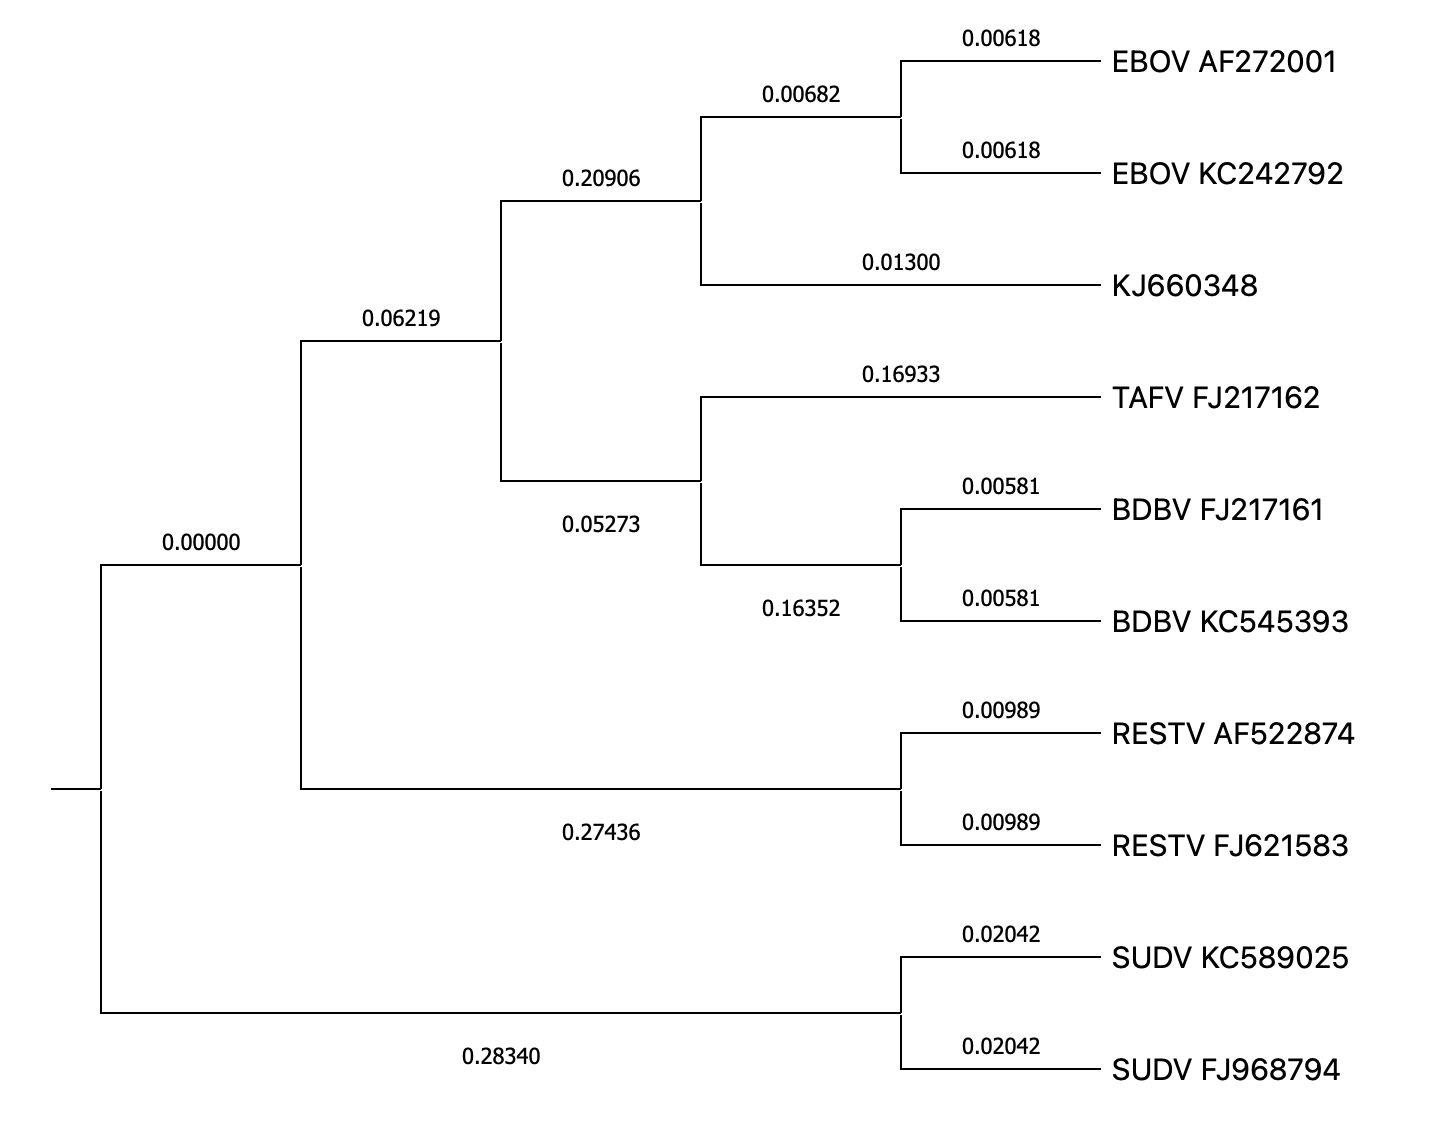 0.00618
EBOV AF272001
0.00682
0.00618
EBOV KC242792
0.20906
0.01300
KJ660348
0.06219
0.16933
TAFV FJ217162
0.00581
BDBV FJ217161
0.05273
0.00000
0.00581
BDBV KC545393
0.16352
0.00989
RESTV AF522874
0.27436
0.00989
RESTV FJ621583
0.02042
SUDV KC589025
0.28340
0.02042
SUDV FJ968794